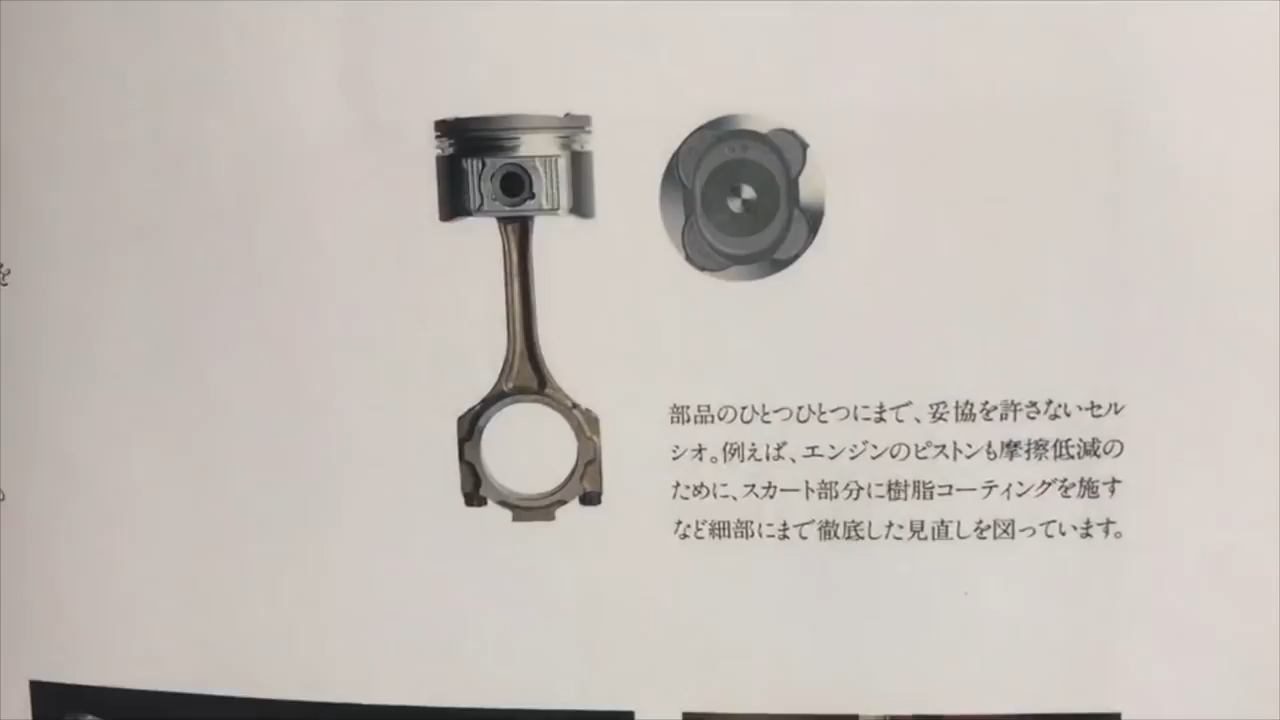 部品のひとつひとつにまで、妥協を許さないセル
シオ。例えば、エンジンのピストンも摩擦低減の
ために、スカート部分に樹脂コーティングを施す
など細部にまで徹底した見直しを図っています。
を